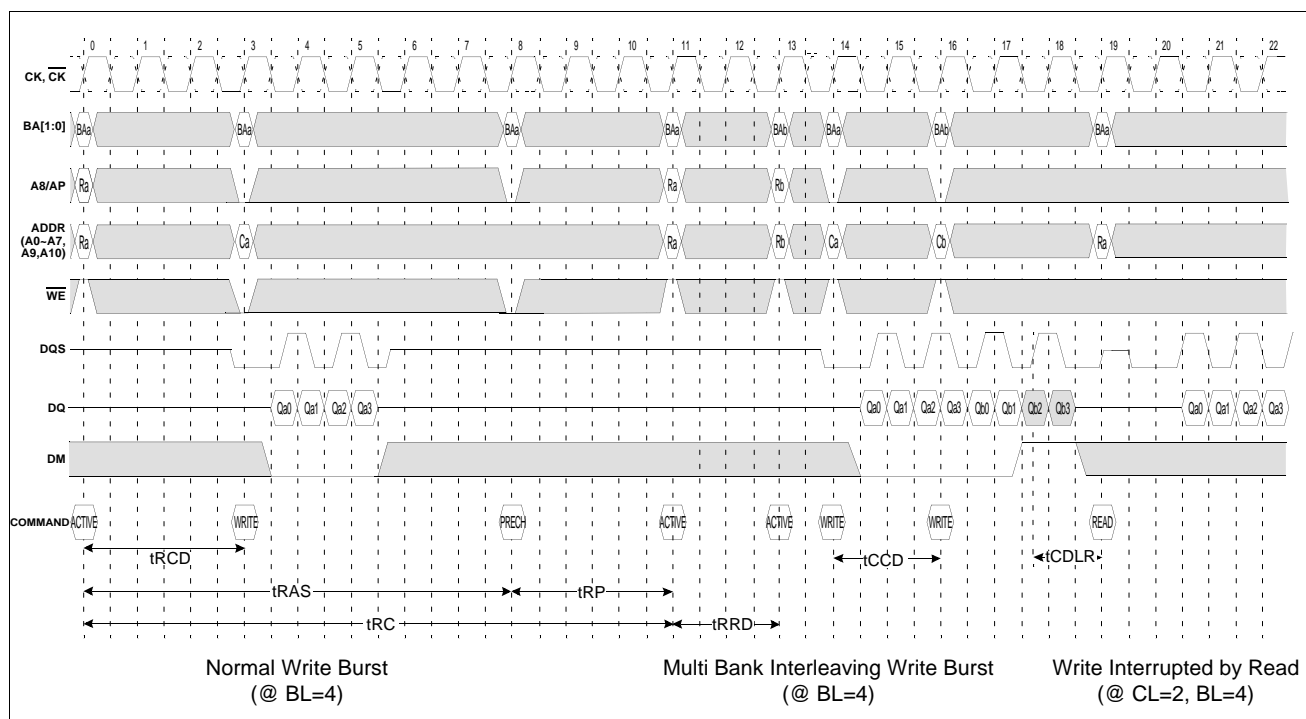 0 1 2 3 4 5 6 7 8 9 10 11 12 13 14 15 16 17 18 19 20 21 22
CK, CK
BA[1:0] BAa BAa BAa BAa BAb BAa BAb BAa
A8/AP Ra Ra Rb
ADDR
(A0~A7,
A9,A10)
Ra Ca Ra Rb Ca Cb Ra
WE
DQS
DQ Qa0 Qa1 Qa2 Qa3 Qa0 Qa1 Qa2 Qa3 Qb0 Qb1 Qb2 Qb3 Qa0 Qa1 Qa2 Qa3
DM
COMMAND ACTIVE WRITE PRECH ACTIVE ACTIVE WRITE WRITE READ
tRCD tCCD tCDLR
tRAS tRP
tRC tRRD
Normal Write Burst Multi Bank Interleaving Write Burst Write Interrupted by Read
(@ BL=4) (@ BL=4) (@ CL=2, BL=4)